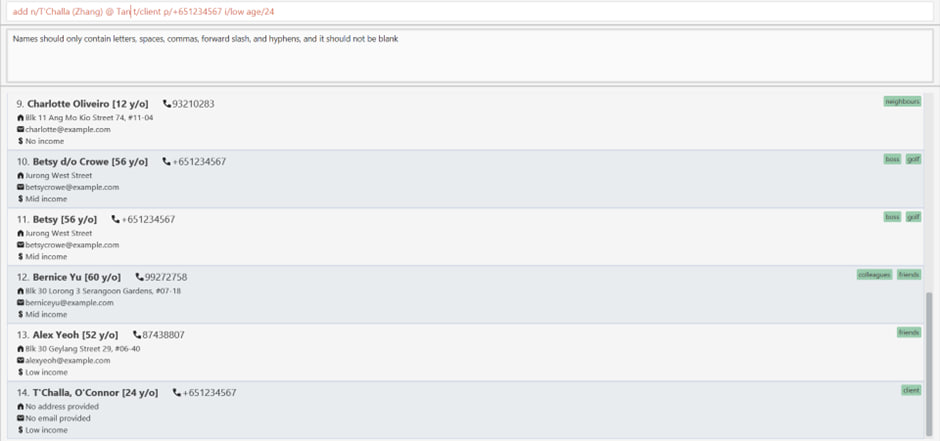 add n/T'Challa (Zhang) @ Tan t/client p/+651234567 i/low age/24
Names should only contain letters, spaces, commas, forward slash, and hyphens, and it should not be blank
9. Charlotte Oliveiro [12 y/o] 93210283 neighbours
Blk 11 Ang Mo Kio Street 74, #11-04
charlotte@example.com
$ No income
10. Betsy d/o Crowe [56 y/o] +651234567 boss golf
Jurong West Street
betsycrowe@example.com
$ Mid income
11. Betsy [56 y/o] +651234567 boss golf
Jurong West Street
betsycrowe@example.com
$ Mid income
12. Bernice Yu [60 y/o] 99272758 colleagues friends
Blk 30 Lorong 3 Serangoon Gardens, #07-18
berniceyu@example.com
$ Mid income
13. Alex Yeoh [52 y/o] 87438807 friends
Blk 30 Geylang Street 29, #06-40
alexyeoh@example.com
$ Low income
14. T'Challa, O'Connor [24 y/o] +651234567 client
No address provided
No email provided
$ Low income